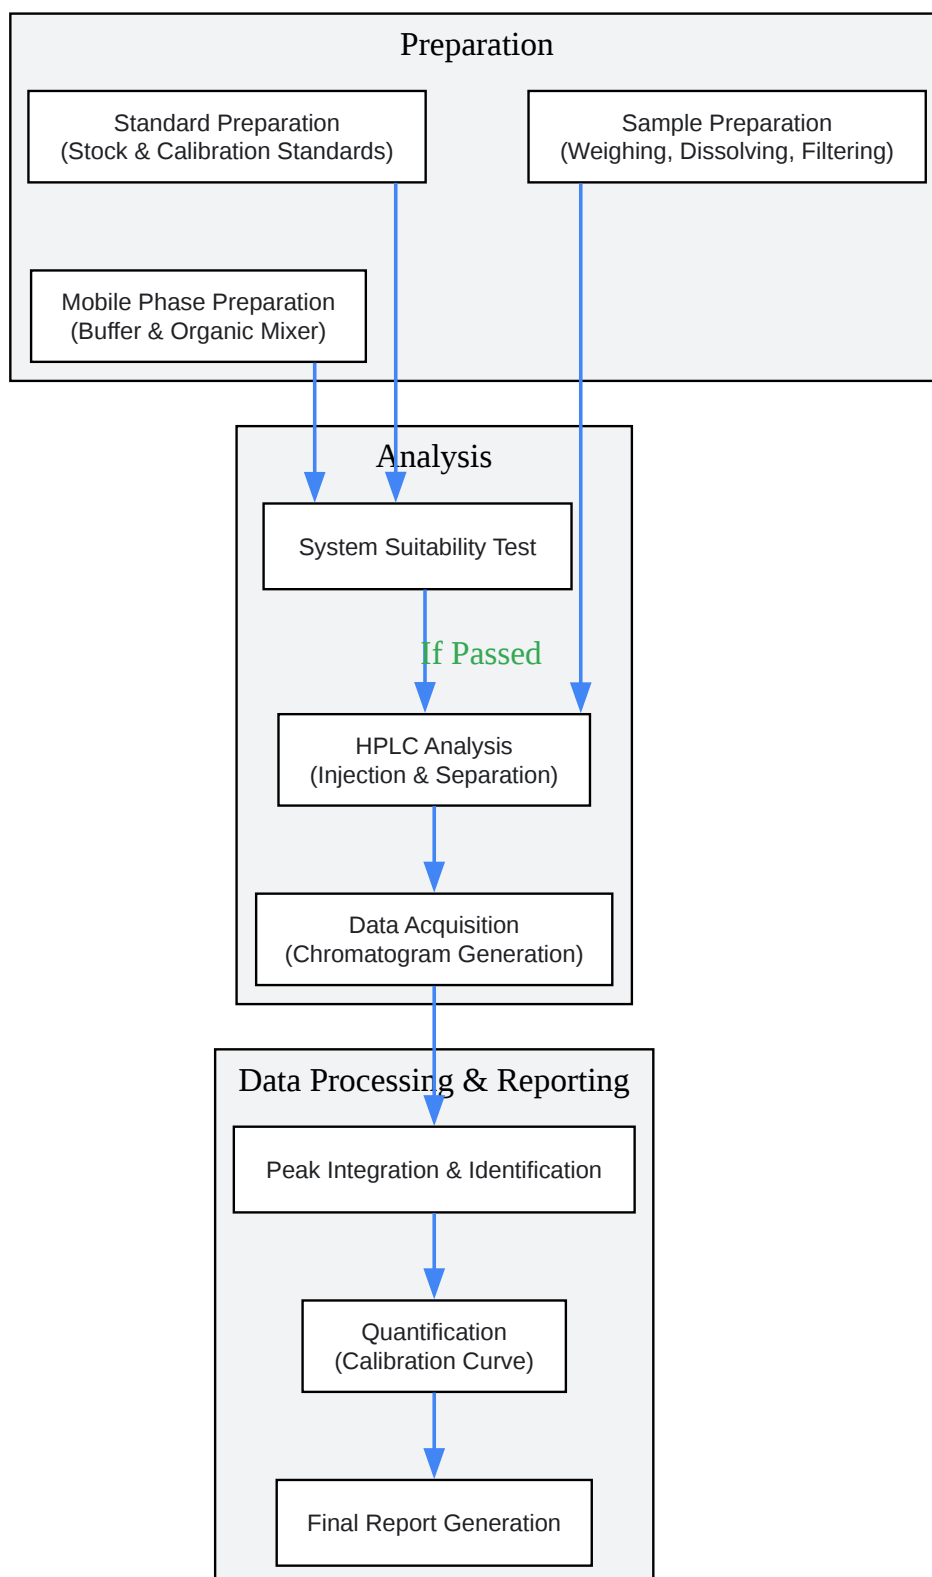 Preparation
Standard Preparation
(Stock & Calibration Standards)
Sample Preparation
(Weighing, Dissolving, Filtering)
Mobile Phase Preparation
(Buffer & Organic Mixer)
Analysis
System Suitability Test
If Passed
HPLC Analysis
(Injection & Separation)
Data Acquisition
(Chromatogram Generation)
Data Processing & Reporting
Peak Integration & Identification
Quantification
(Calibration Curve)
Final Report Generation